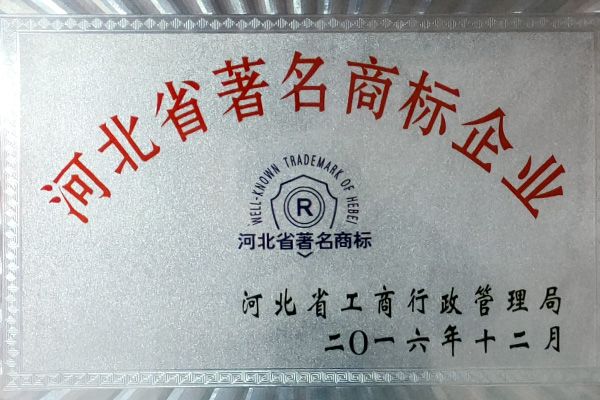 河北省著名商标企业
WELL-KNOWN TRADEMARK OF HEBEI
R
河北省著名商标
河北省工商行政管理局
二〇一六年十二月